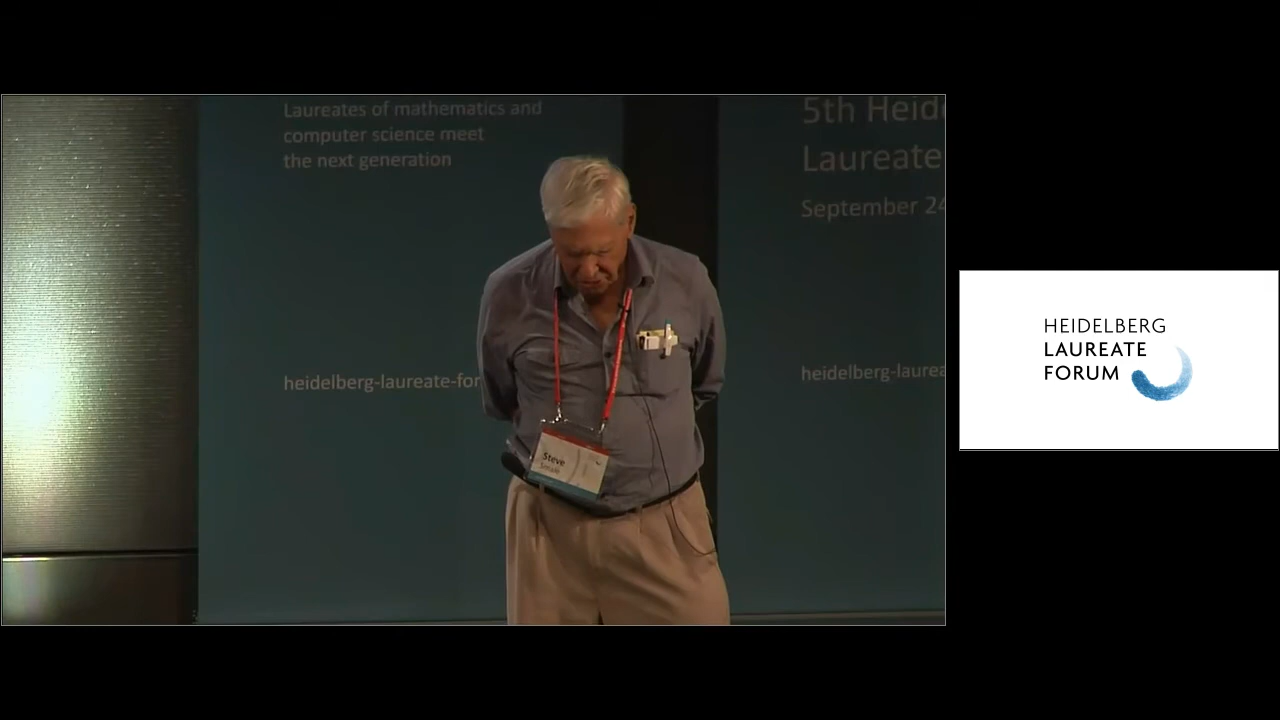 Laureates of mathematics and
computer science meet
the next generation
heidelberg-laureate-for
5th Heide
Laureate
September 24
heidelberg-laurea
Steve
Smale
HEIDELBERG
LAUREATE
FORUM